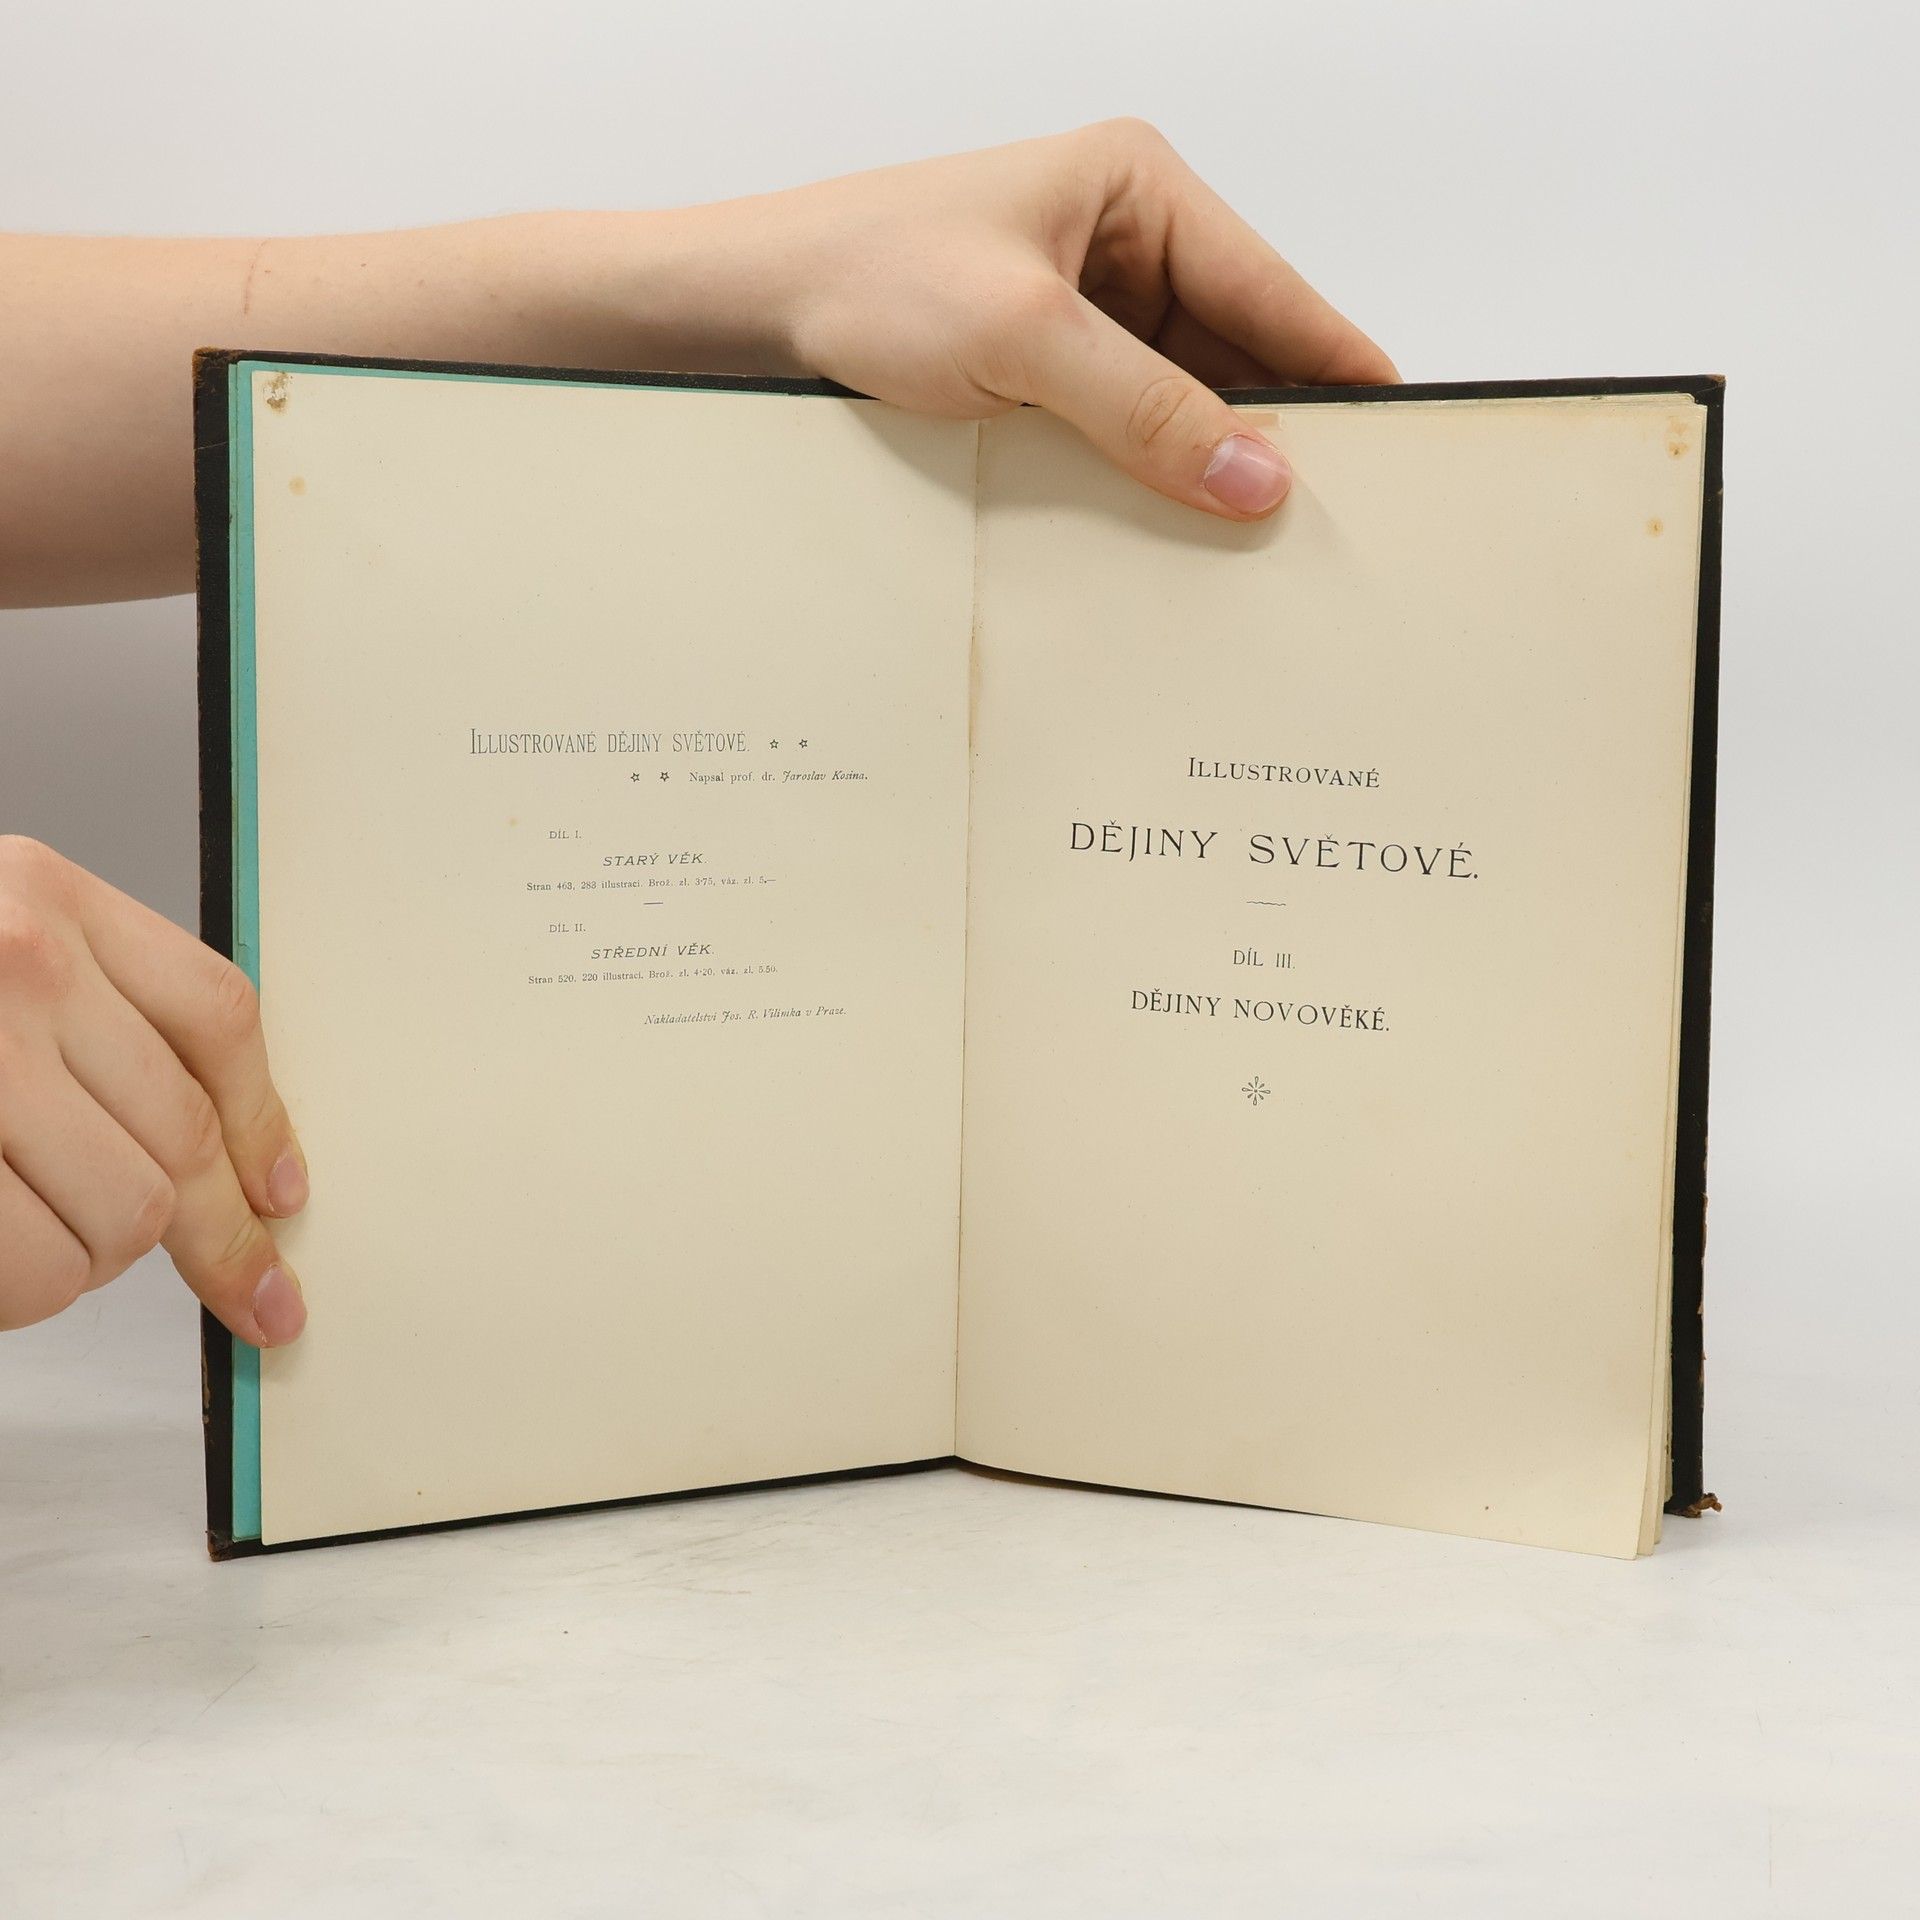 ILLUSTROVANÉ DĚJINY SVĚTOVÉ.
Napsal prof. dr. Jaroslav Kosina.
DÍL I.
STARÝ VĚK.
Stran 463, 283 illustrací. Brož. zl. 3·75, váz. zl. 5.—
DÍL II.
STŘEDNÍ VĚK.
Stran 520, 220 illustrací. Brož. zl. 4·20, váz. zl. 5.50.
Nakladatelství Jos. R. Vilímka v Praze.
ILLUSTROVANÉ
DĚJINY SVĚTOVÉ.
DÍL III.
DĚJINY NOVOVĚKÉ.